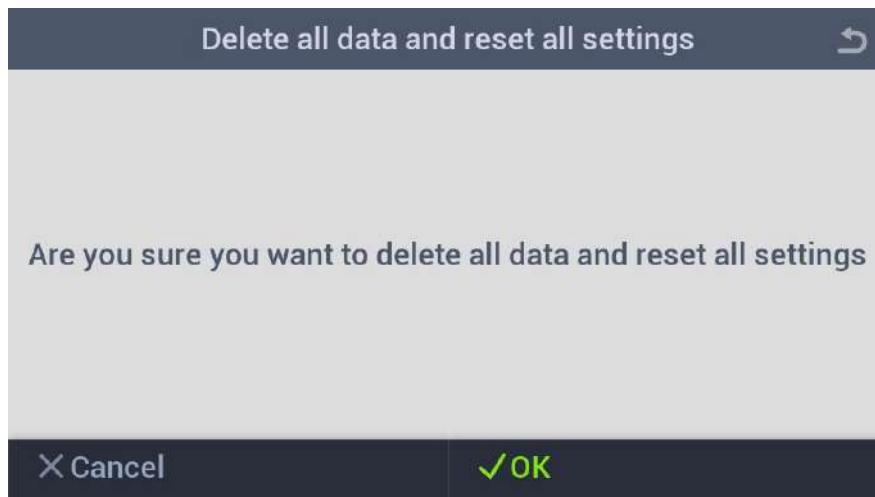 Delete all data and reset all settings
Are you sure you want to delete all data and reset all settings
Cancel
OK